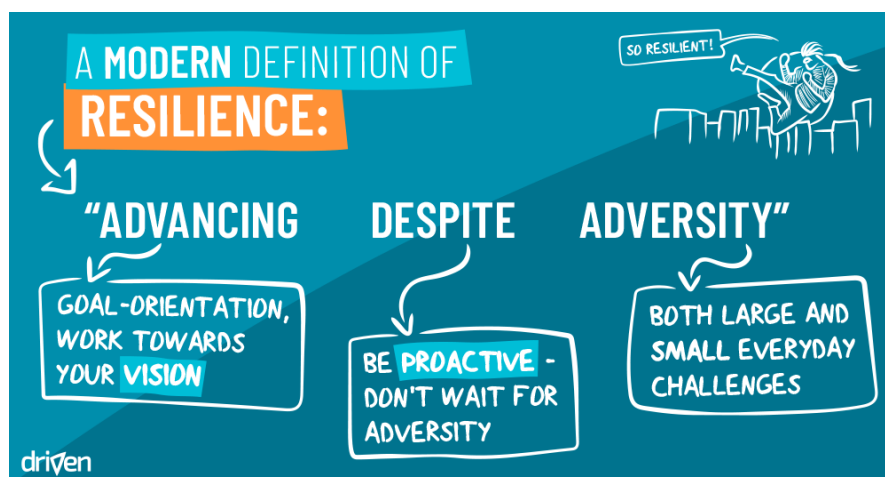 A MODERN DEFINITION OF
RESILIENCE:
SO RESILIENT!
"ADVANCING DESPITE ADVERSITY"
GOAL-ORIENTATION,
WORK TOWARDS
YOUR VISION
BE PROACTIVE -
DON'T WAIT FOR
ADVERSITY
BOTH LARGE AND
SMALL EVERYDAY
CHALLENGES
driven